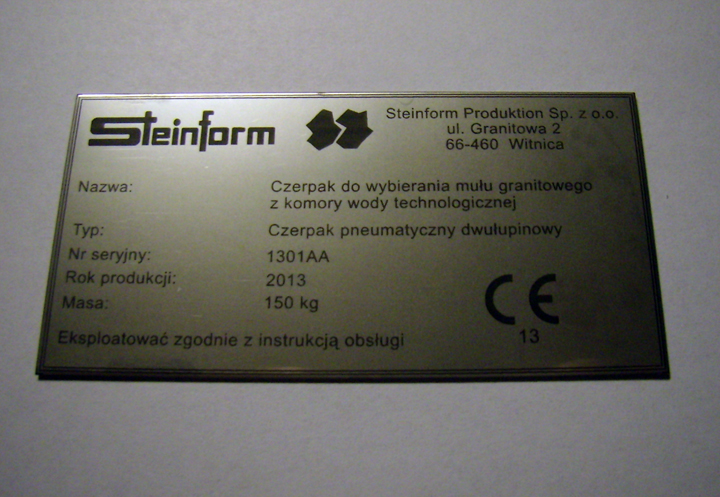 Steinform
Steinform Produktion Sp. z o.o.
ul. Granitowa 2
66-460 Witnica
Nazwa: Czerpak do wybierania mułu granitowego
z komory wody technologicznej
Typ: Czerpak pneumatyczny dwułupinowy
Nr seryjny: 1301AA
Rok produkcji: 2013
Masa: 150 kg
CE
Eksploatować zgodnie z instrukcją obsługi
13